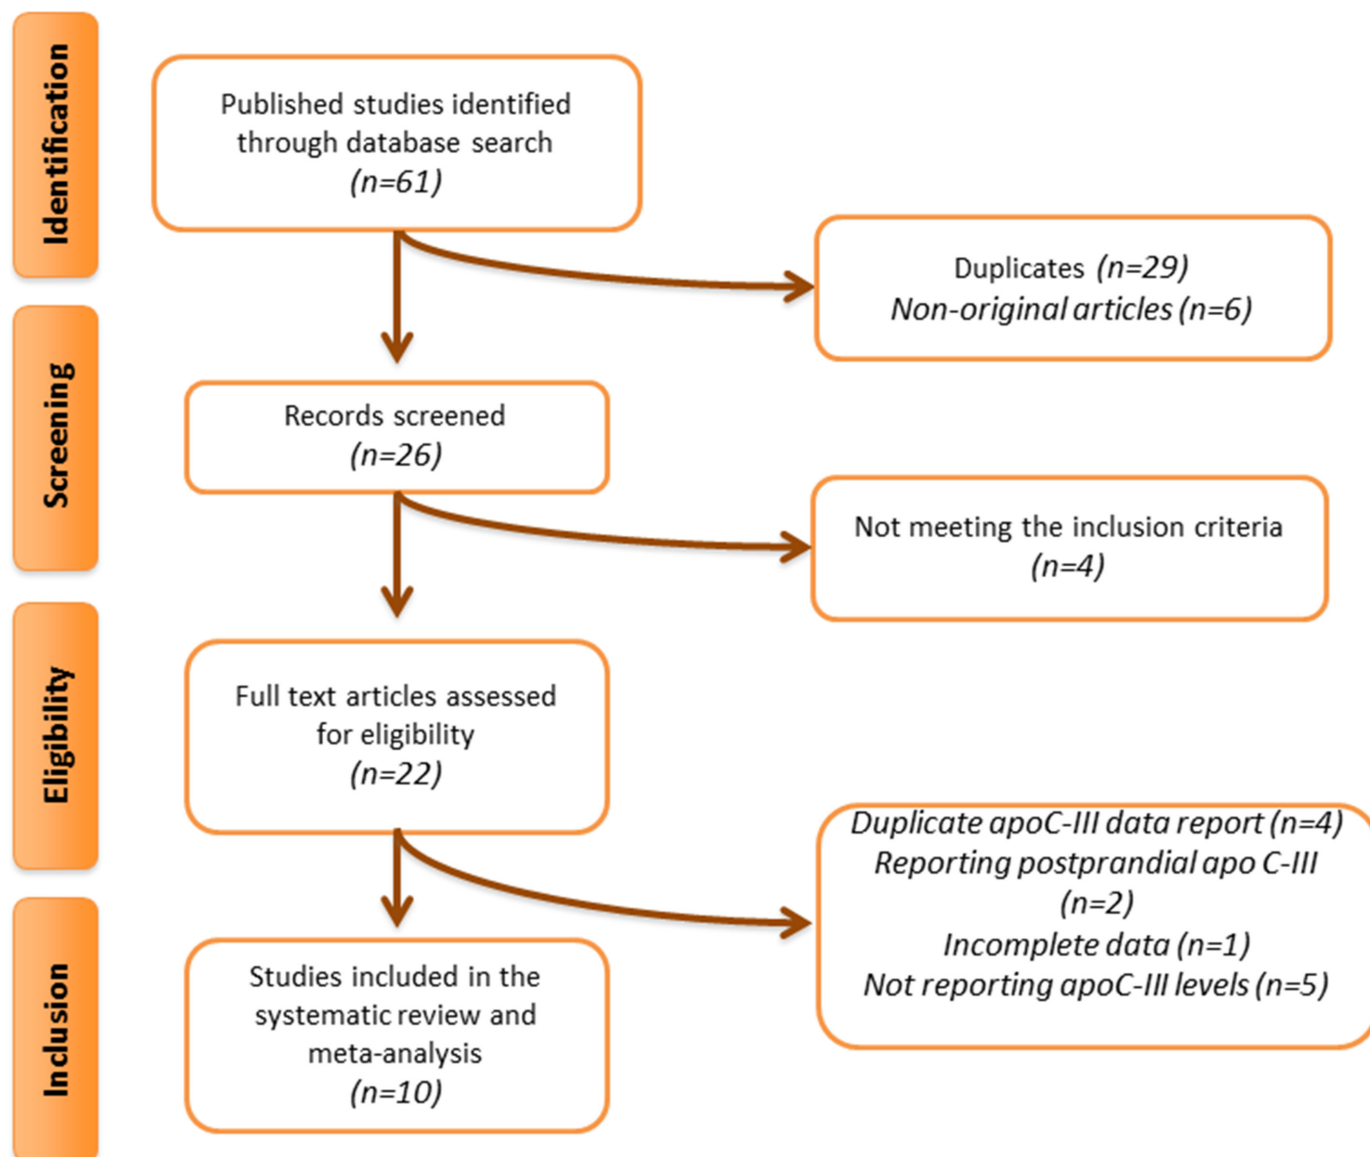 Identification
Published studies identified
through database search
(n=61)
Duplicates (n=29)
Non-original articles (n=6)
Screening
Records screened
(n=26)
Not meeting the inclusion criteria
(n=4)
Eligibility
Full text articles assessed
for eligibility
(n=22)
Duplicate apoC-III data report (n=4)
Reporting postprandial apo C-III
(n=2)
Incomplete data (n=1)
Not reporting apoC-III levels (n=5)
Inclusion
Studies included in the
systematic review and
meta-analysis
(n=10)